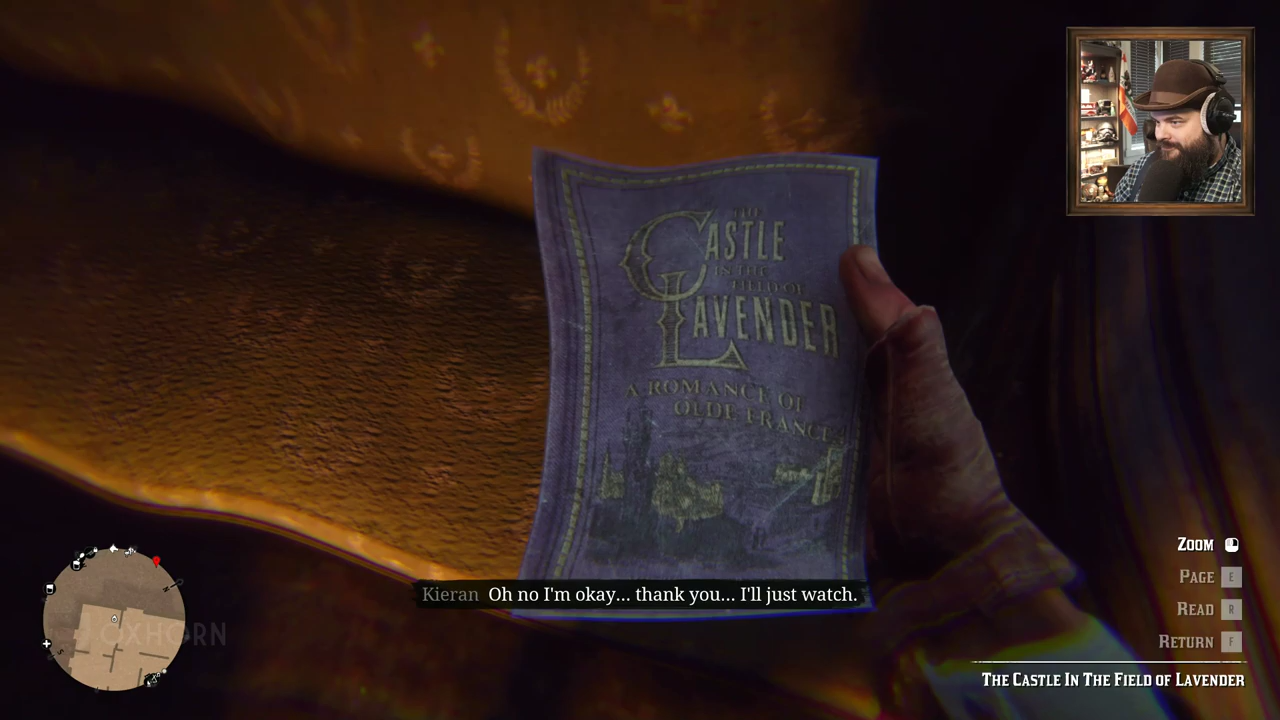 THE
CASTLE
IN THE
FIELD OF
LAVENDER
A ROMANCE OF
OLDE FRANCE
Kieran Oh no I'm okay... thank you... I'll just watch.
OXHORN
ZOOM
PAGE E
READ R
RETURN F
THE CASTLE IN THE FIELD OF LAVENDER